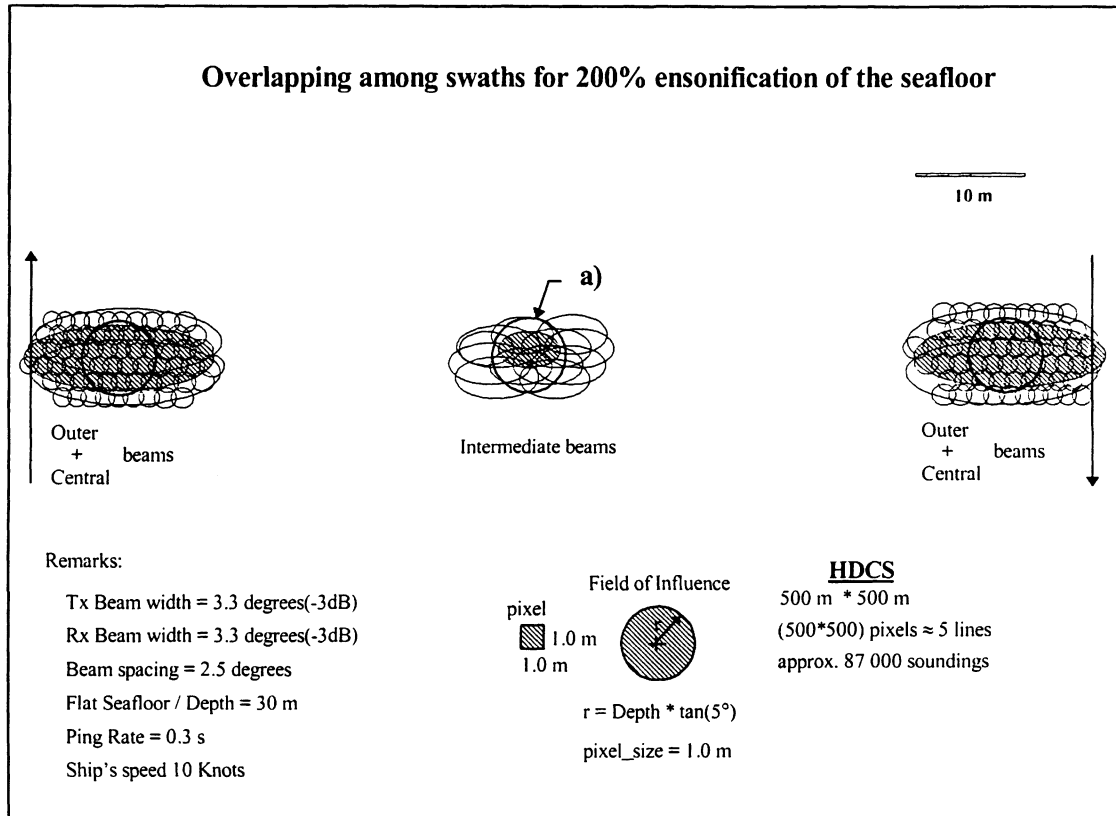 Overlapping among swaths for 200% ensonification of the seafloor
10 m
a)
Outer
+ beams
Central
Intermediate beams
Outer
+ beams
Central
Remarks:
Tx Beam width = 3.3 degrees(-3dB)
Rx Beam width = 3.3 degrees(-3dB)
Beam spacing = 2.5 degrees
Flat Seafloor / Depth = 30 m
Ping Rate = 0.3 s
Ship's speed 10 Knots
pixel
1.0 m
1.0 m
Field of Influence
r
r = Depth * tan(5°)
pixel_size = 1.0 m
HDCS
500 m * 500 m
(500*500) pixels ≈ 5 lines
approx. 87 000 soundings